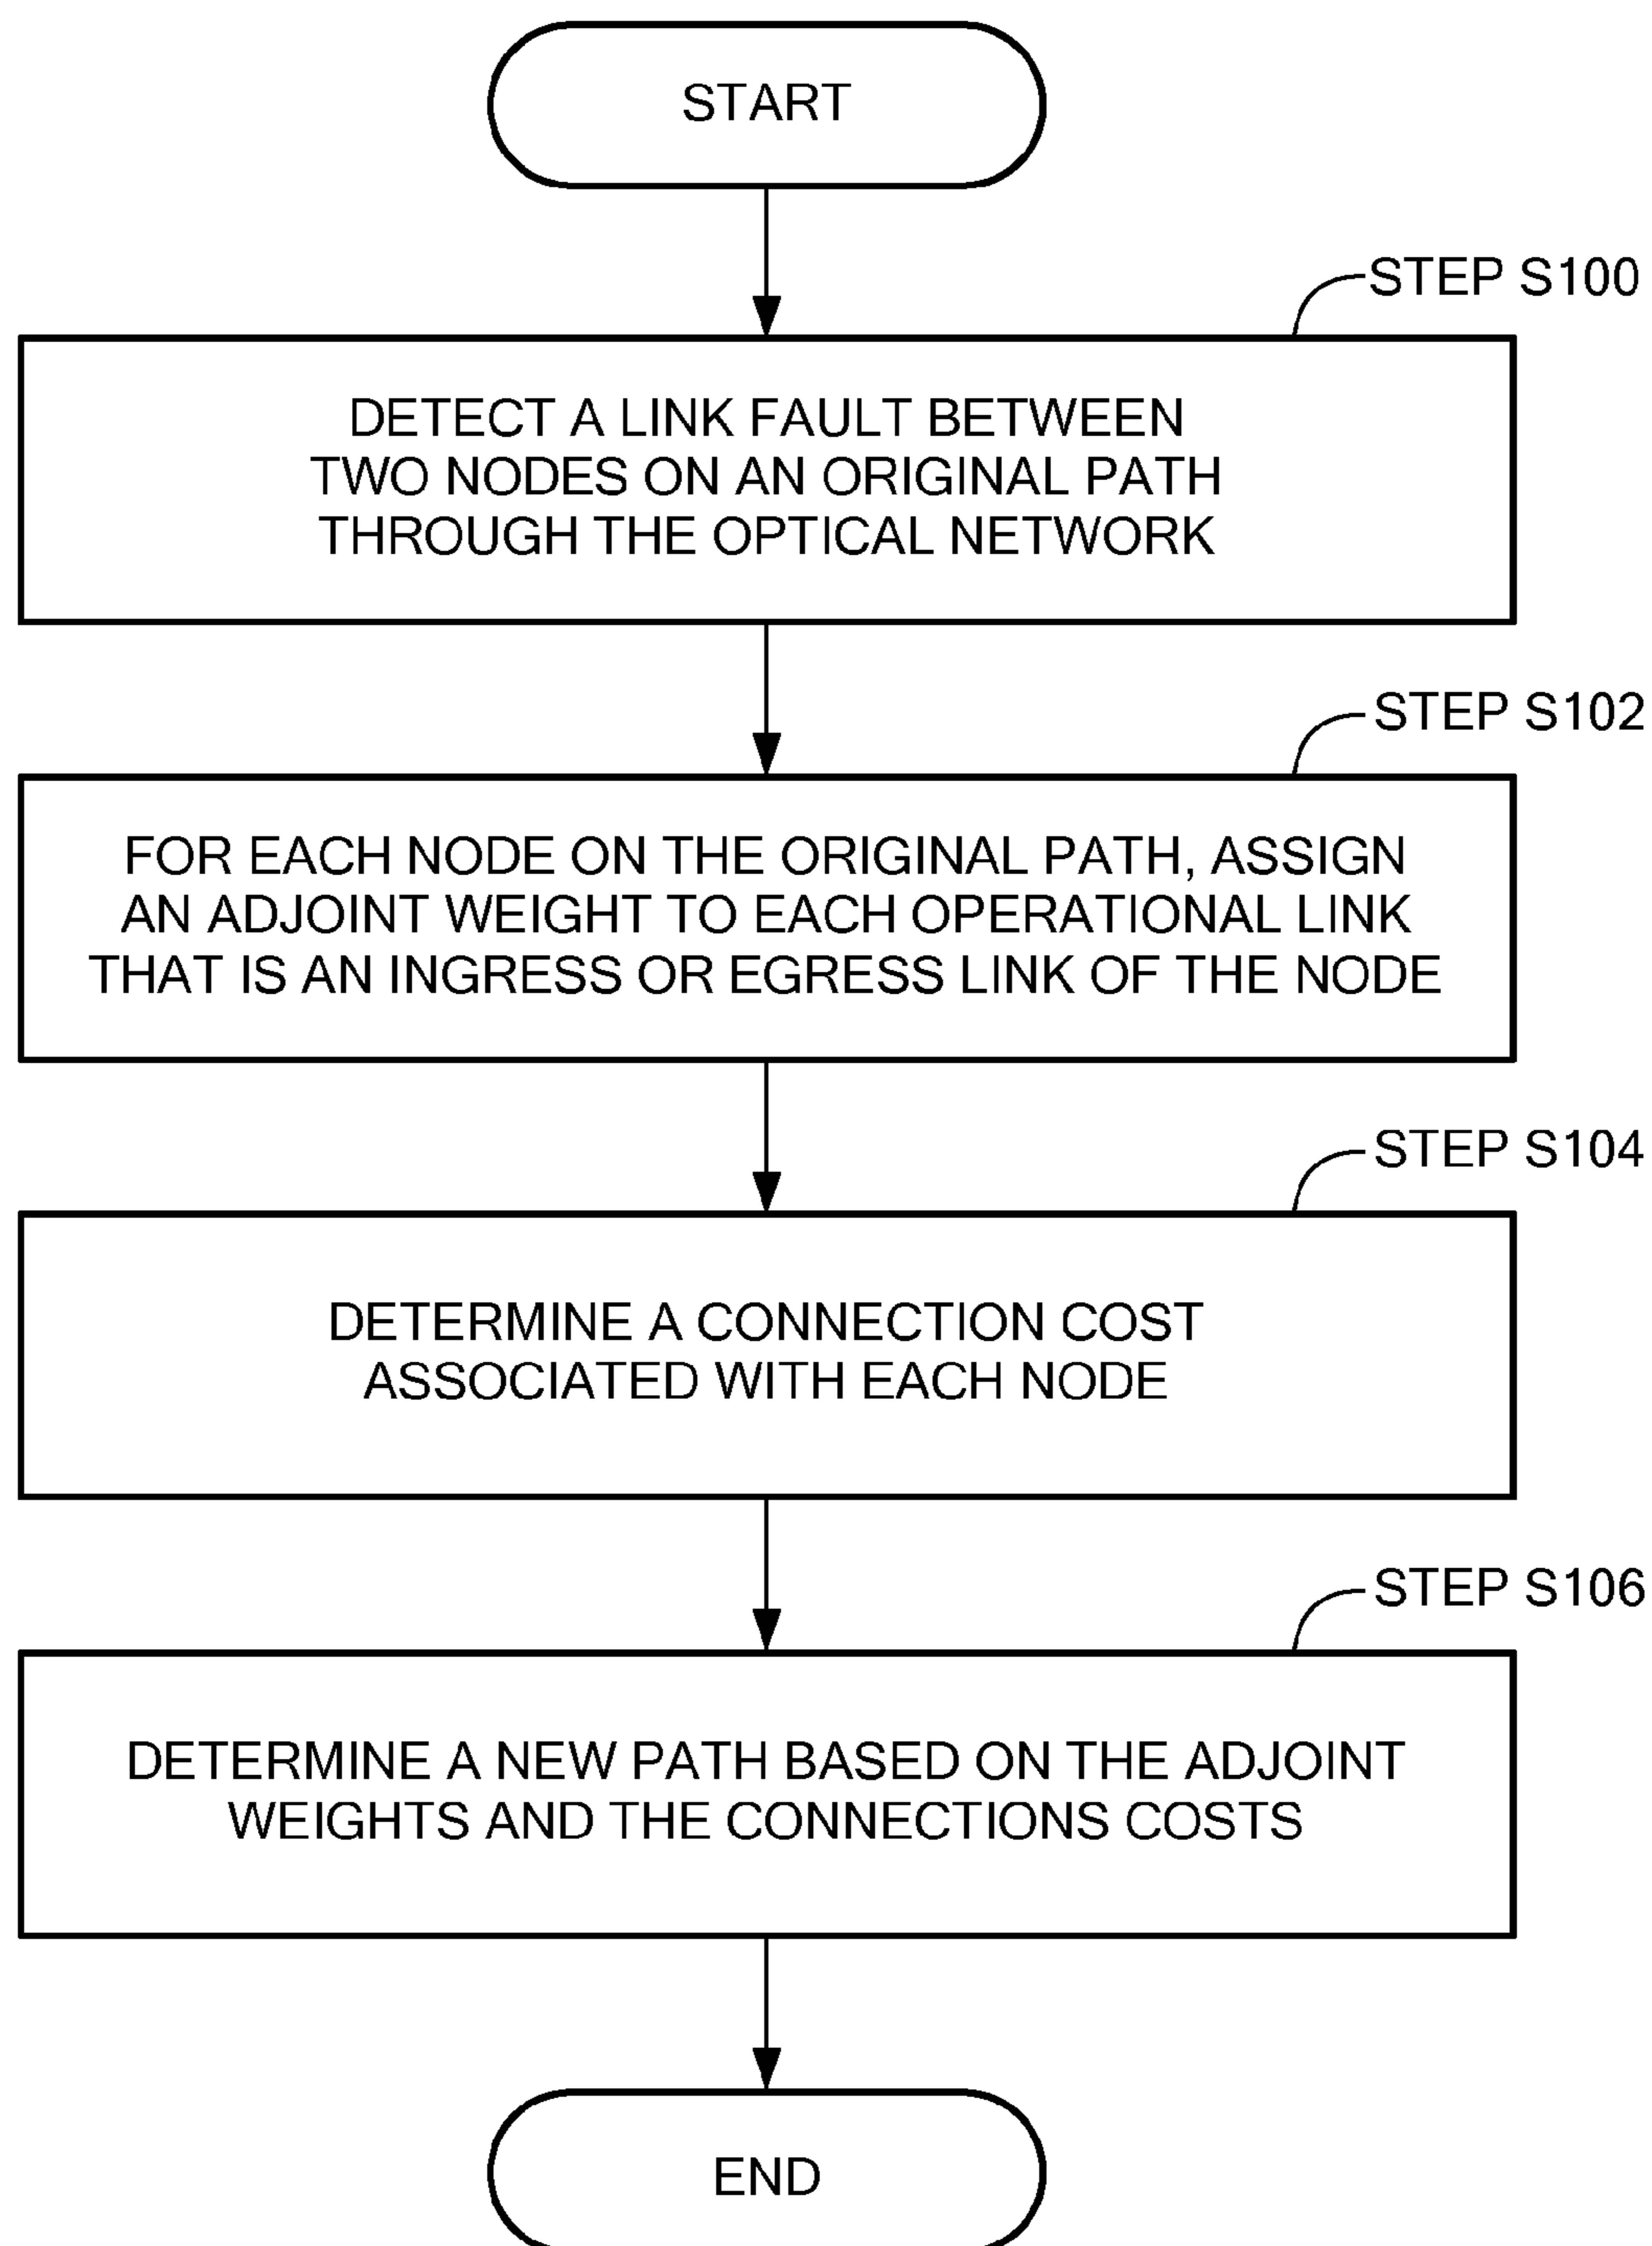 START
STEP S100
DETECT A LINK FAULT BETWEEN
TWO NODES ON AN ORIGINAL PATH
THROUGH THE OPTICAL NETWORK
STEP S102
FOR EACH NODE ON THE ORIGINAL PATH, ASSIGN
AN ADJOINT WEIGHT TO EACH OPERATIONAL LINK
THAT IS AN INGRESS OR EGRESS LINK OF THE NODE
STEP S104
DETERMINE A CONNECTION COST
ASSOCIATED WITH EACH NODE
STEP S106
DETERMINE A NEW PATH BASED ON THE ADJOINT
WEIGHTS AND THE CONNECTIONS COSTS
END